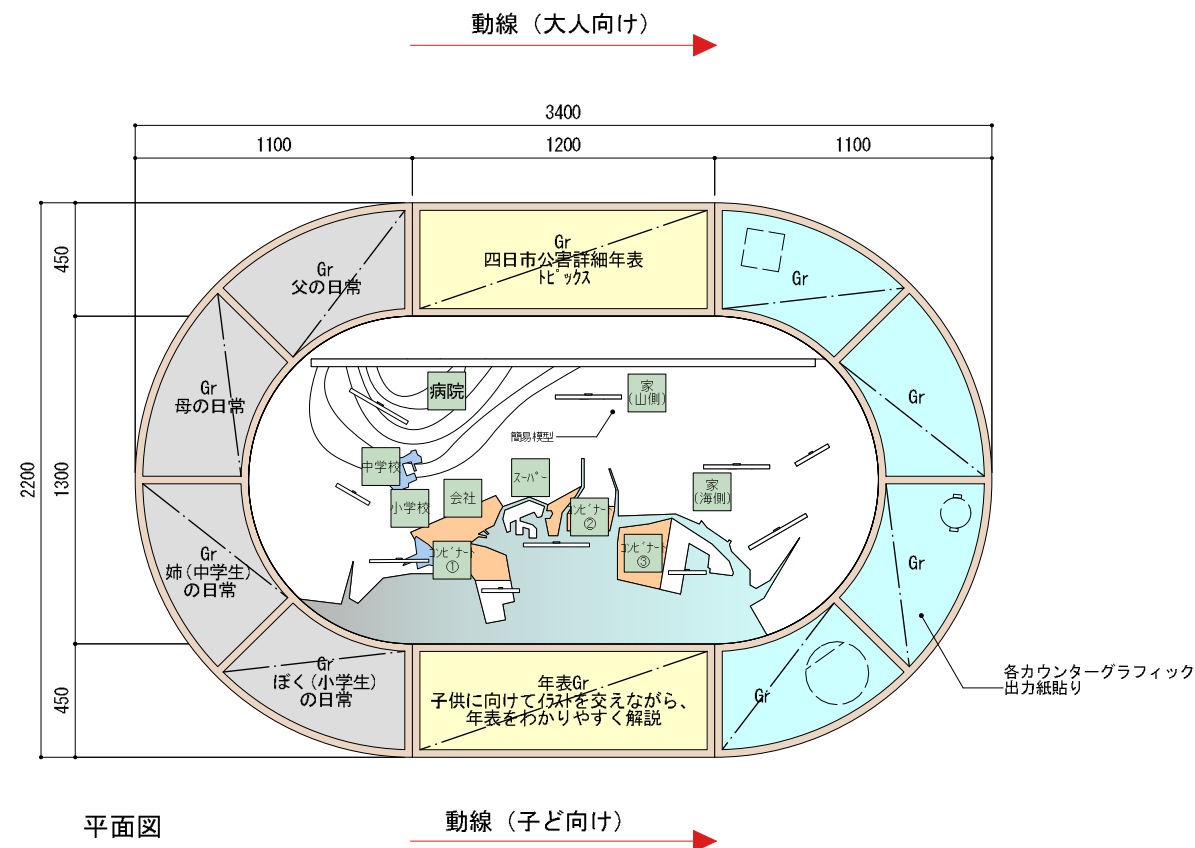 動線（大人向け）
3400
1100
1200
1100
450
2200
1300
450
Gr
父の日常
Gr
四日市公害詳細年表
ﾄﾋﾟｯｸｽ
Gr
Gr
母の日常
Gr
病院
家
(山側)
簡易模型
中学校
小学校
会社
ｽｰﾊﾟｰ
ｺﾝﾋﾞﾅｰﾄ
②
家
(海側)
ｺﾝﾋﾞﾅｰﾄ
①
ｺﾝﾋﾞﾅｰﾄ
③
Gr
姉(中学生)
の日常
Gr
Gr
ぼく(小学生)
の日常
年表Gr
子供に向けてｲﾗｽﾄを交えながら、
年表をわかりやすく解説
Gr
各カウンターグラフィック
出力紙貼り
平面図
動線（子ど向け）